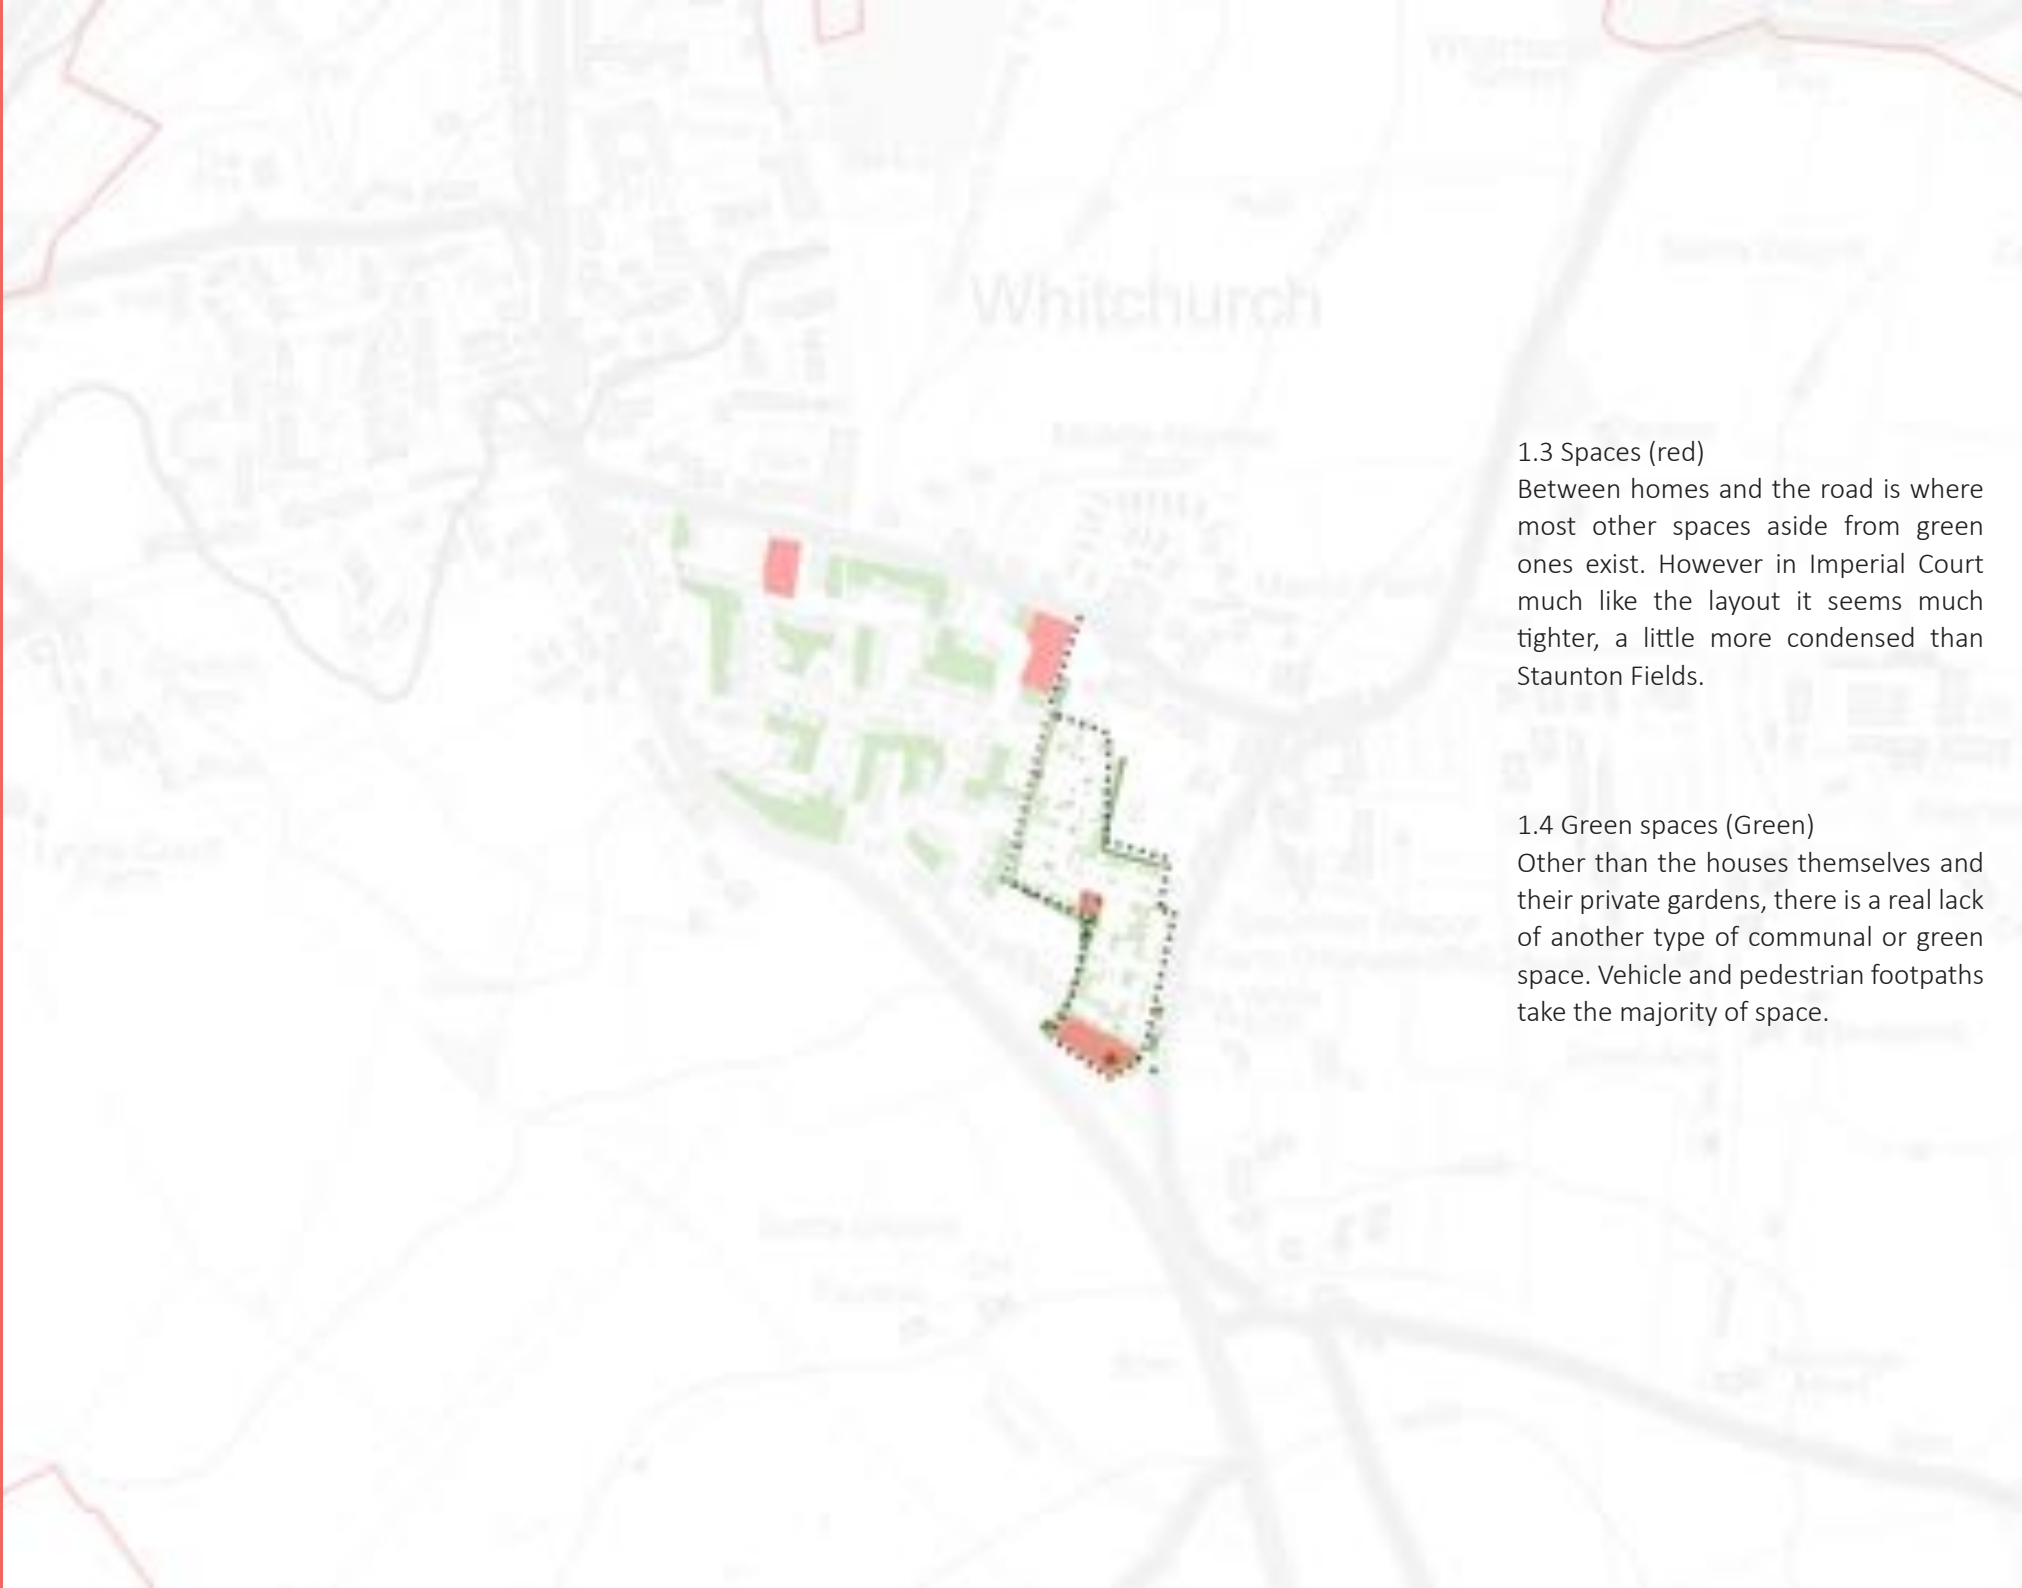 Whitchurch
1.3 Spaces (red)
Between homes and the road is where
most other spaces aside from green
ones exist. However in Imperial Court
much like the layout it seems much
tighter, a little more condensed than
Staunton Fields.
1.4 Green spaces (Green)
Other than the houses themselves and
their private gardens, there is a real lack
of another type of communal or green
space. Vehicle and pedestrian footpaths
take the majority of space.